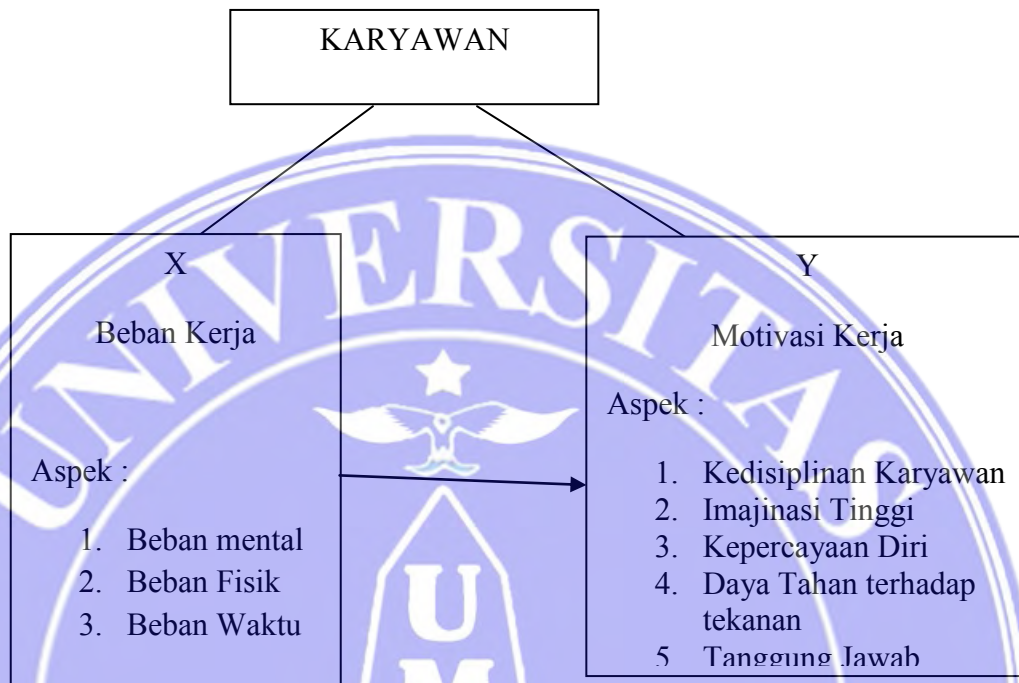 KARYAWAN
X
Beban Kerja
Aspek :
1. Beban mental
2. Beban Fisik
3. Beban Waktu
Y
Motivasi Kerja
Aspek :
1. Kedisiplinan Karyawan
2. Imajinasi Tinggi
3. Kepercayaan Diri
4. Daya Tahan terhadap
tekanan
5 Tanggung Jawab
UNIVERSITAS
U
M